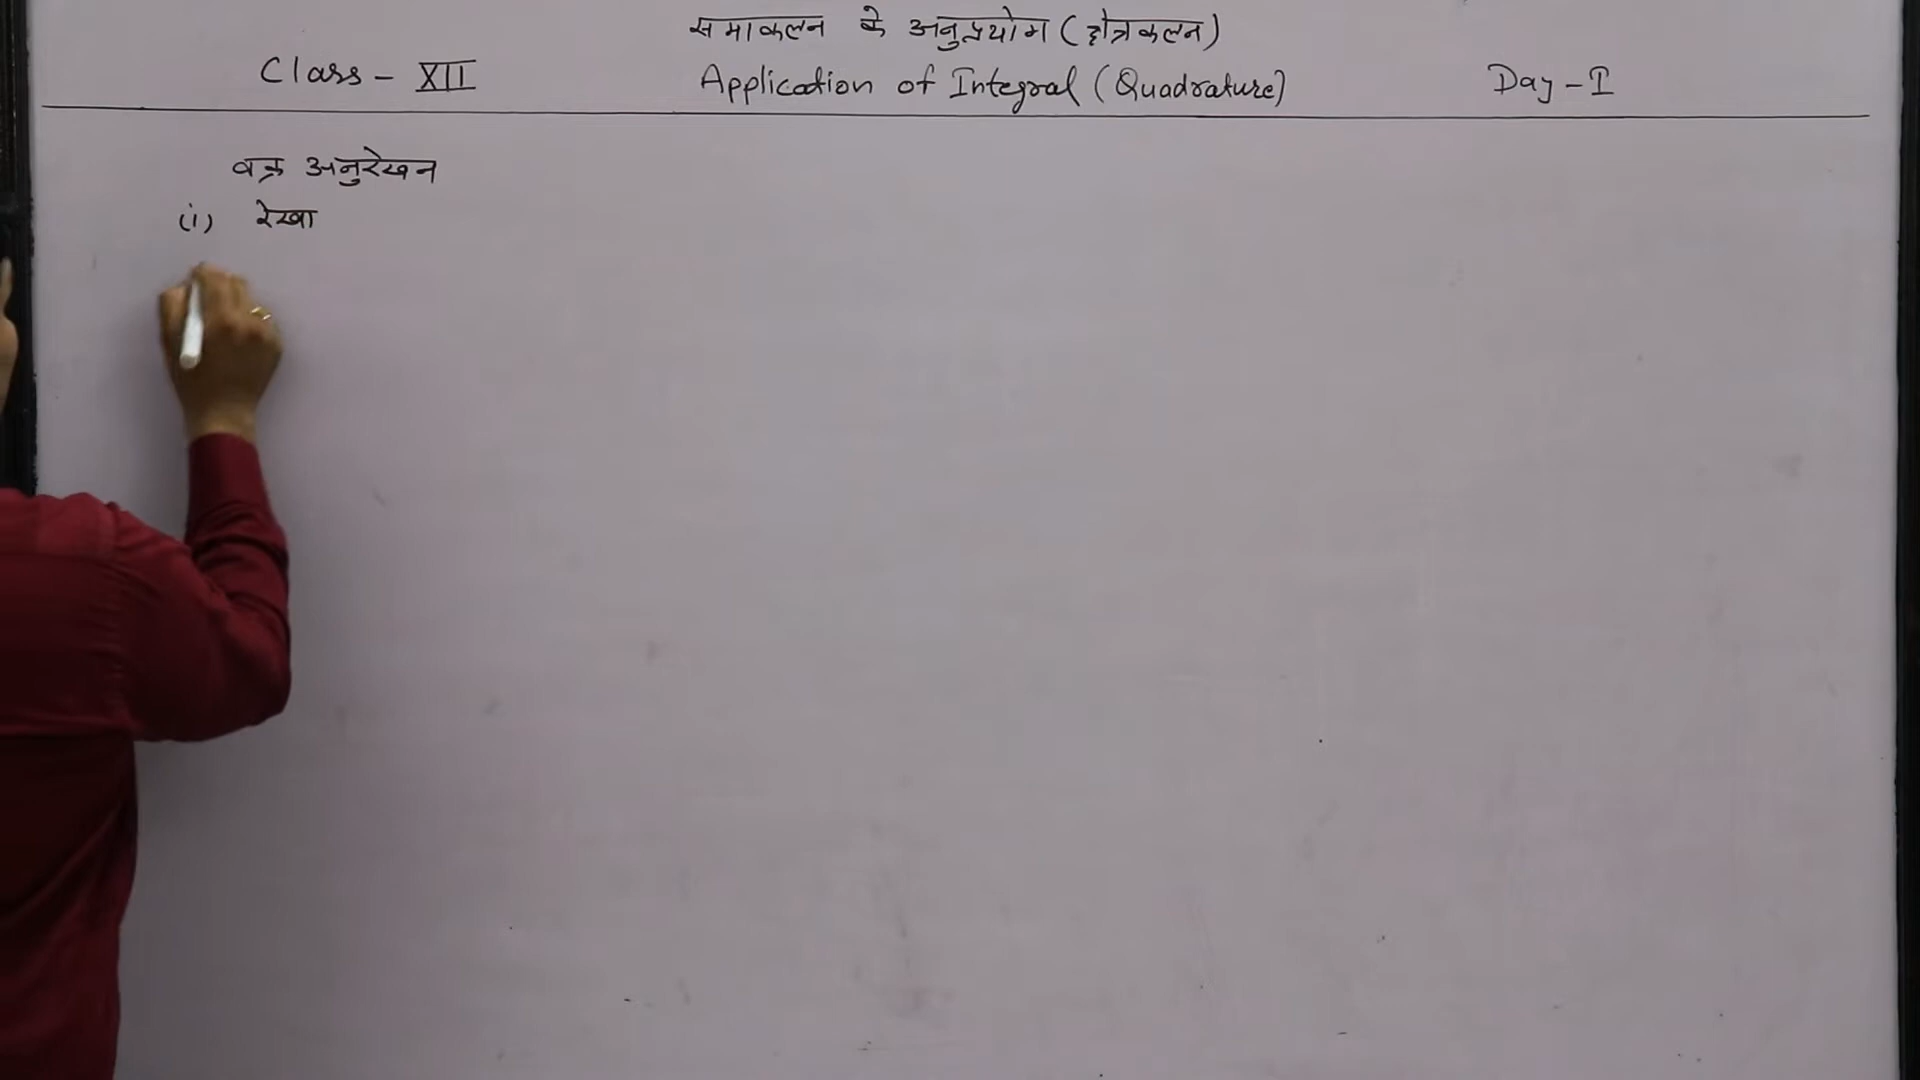 समाकलन के अनुप्रयोग (क्षेत्रकलन)
Class - XII Application of Integral (Quadrature) Day - I
वक्र अनुरेखन
(i) रेखा